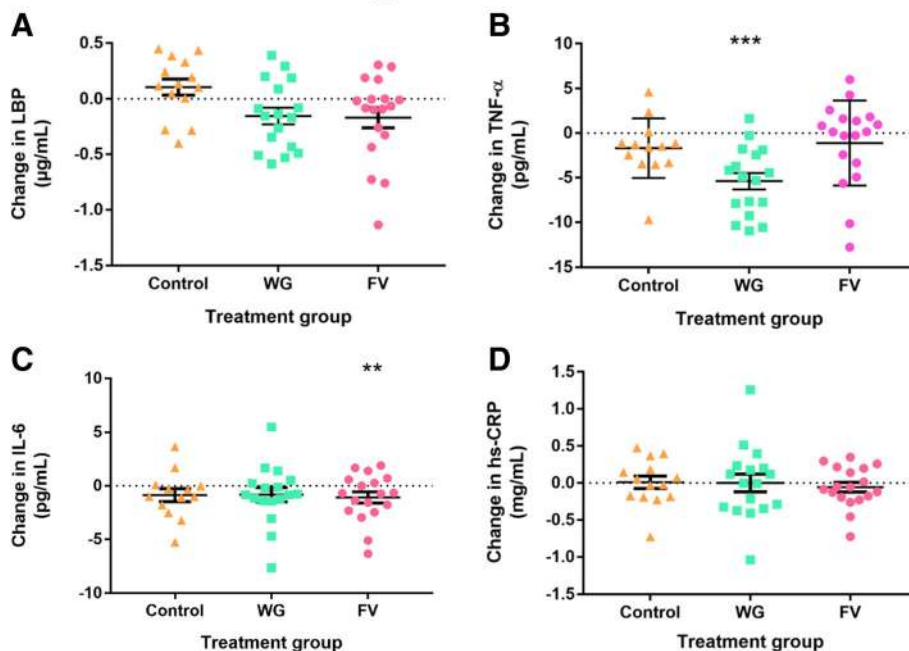 A
Change in LBP
(µg/mL)
0.5
0.0
-0.5
-1.0
-1.5
Control WG FV
Treatment group
B
Change in TNF-α
(pg/mL)
10
5
0
-5
-10
-15
***
Control WG FV
Treatment group
C
Change in IL-6
(pg/mL)
10
5
0
-5
-10
**
Control WG FV
Treatment group
D
Change in hs-CRP
(mg/mL)
1.5
1.0
0.5
0.0
-0.5
-1.0
-1.5
Control WG FV
Treatment group